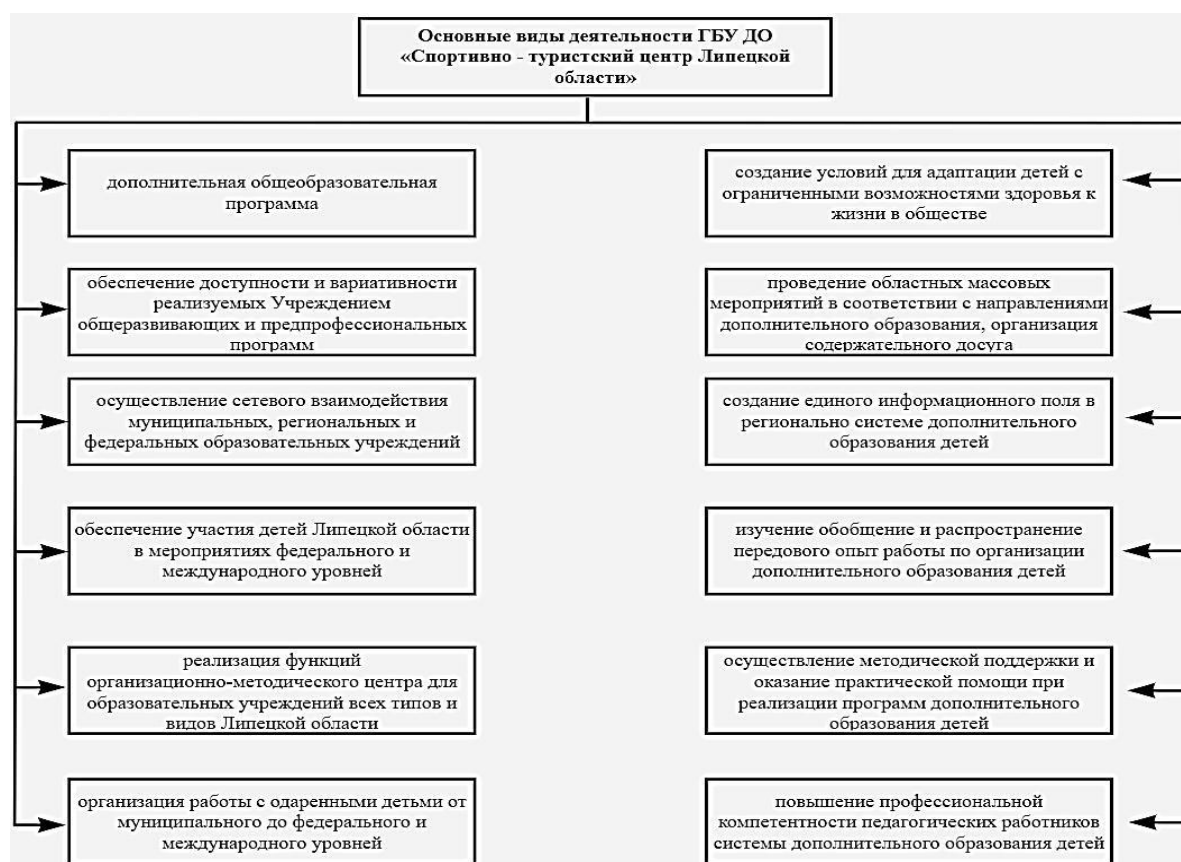 Основные виды деятельности ГБУ ДО
«Спортивно - туристский центр Липецкой
области»
дополнительная общеобразовательная
программа
обеспечение доступности и вариативности
реализуемых Учреждением
общеразвивающих и предпрофессиональных
программ
осуществление сетевого взаимодействия
муниципальных, региональных и
федеральных образовательных учреждений
обеспечение участия детей Липецкой области
в мероприятиях федерального и
международного уровней
реализация функций
организационно-методического центра для
образовательных учреждений всех типов и
видов Липецкой области
организация работы с одаренными детьми от
муниципального до федерального и
международного уровней
создание условий для адаптации детей с
ограниченными возможностями здоровья к
жизни в обществе
проведение областных массовых
мероприятий в соответствии с направлениями
дополнительного образования, организация
содержательного досуга
создание единого информационного поля в
регионально системе дополнительного
образования детей
изучение обобщение и распространение
передового опыт работы по организации
дополнительного образования детей
осуществление методической поддержки и
оказание практической помощи при
реализации программ дополнительного
образования детей
повышение профессиональной
компетентности педагогических работников
системы дополнительного образования детей